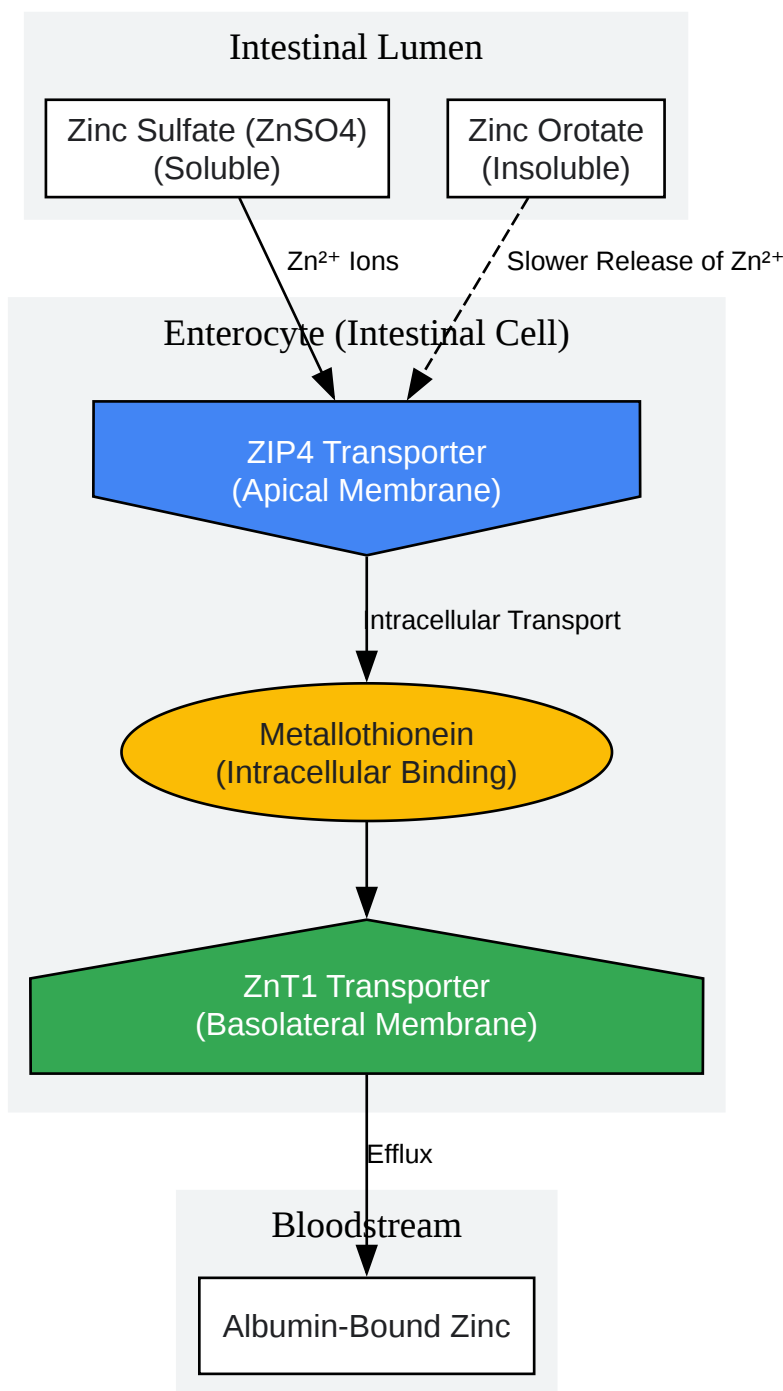 Intestinal Lumen
Zinc Sulfate (ZnSO4)
(Soluble)
Zinc Orotate
(Insoluble)
Zn²⁺ Ions
Slower Release of Zn²⁺
Enterocyte (Intestinal Cell)
ZIP4 Transporter
(Apical Membrane)
Intracellular Transport
Metallothionein
(Intracellular Binding)
ZnT1 Transporter
(Basolateral Membrane)
Efflux
Bloodstream
Albumin-Bound Zinc